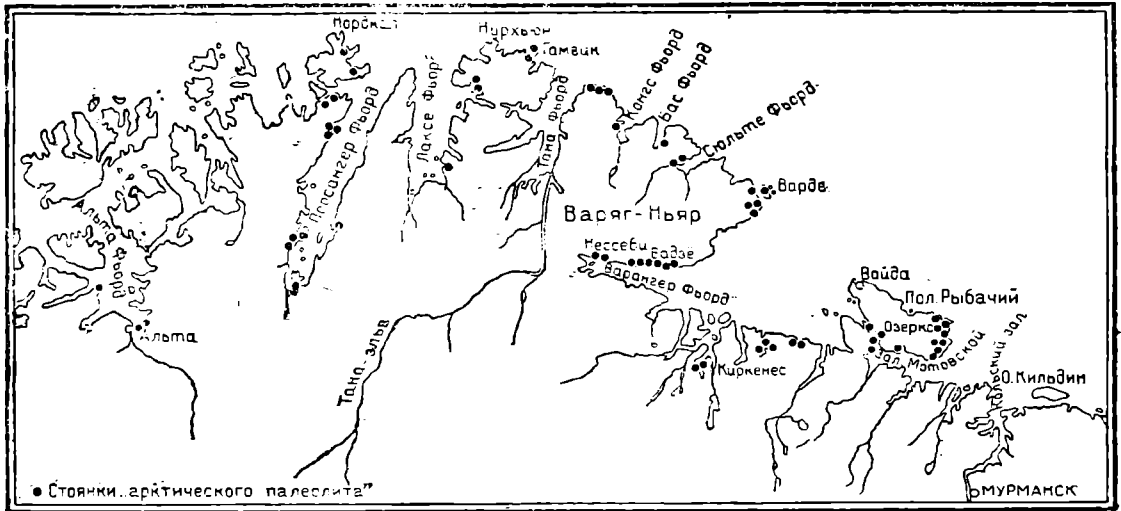 Нордкап
Нирхьюн
Гамвик
Порсангер Фьорд
Лаксе Фьорд
Тана Фьорд
Конгс Фьорд
Бас Фьорд
Сюльте Фьорд
Вардё
Варяг-Ньяр
Нессеби
Вадзё
Варангер Фьорд
Альта Фьорд
Альта
Тана-эльв
Киркенес
Вайда
Пол. Рыбачий
Озерко
Зал. Мотовской
Кольский зал
О. Кильдин
МУРМАНСК
Стоянки „арктического палеолита”